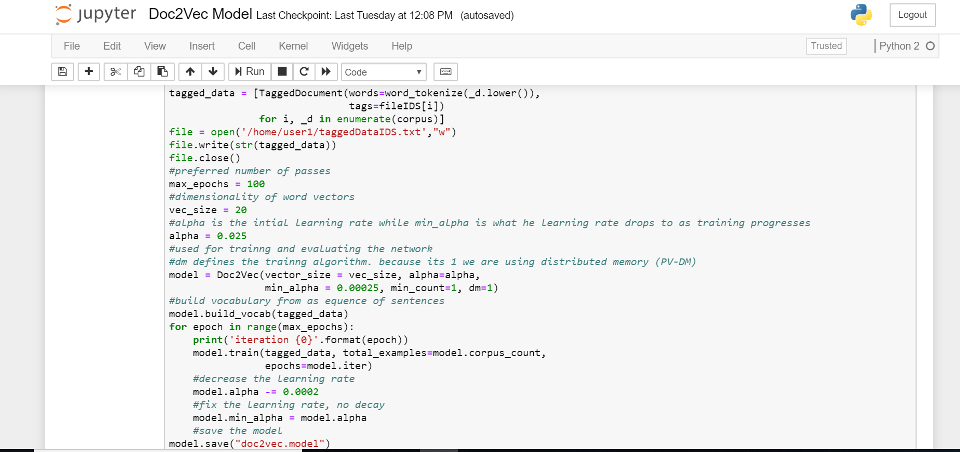 jupyter Doc2Vec Model Last Checkpoint: Last Tuesday at 12:08 PM (autosaved)
Logout
File Edit View Insert Cell Kernel Widgets Help
Trusted
Python 2
Run
Code
tagged_data = [TaggedDocument(words=word_tokenize(_d.lower()),
                              tags=fileIDS[i])
               for i, _d in enumerate(corpus)]
file = open('/home/user1/taggedDataIDS.txt',"w")
file.write(str(tagged_data))
file.close()
#preferred number of passes
max_epochs = 100
#dimensionality of word vectors
vec_size = 20
#alpha is the intial learning rate while min_alpha is what he learning rate drops to as training progresses
alpha = 0.025
#used for trainng and evaluating the network
#dm defines the trainng algorithm. because its 1 we are using distributed memory (PV-DM)
model = Doc2Vec(vector_size = vec_size, alpha=alpha,
                min_alpha = 0.00025, min_count=1, dm=1)
#build vocabulary from as equence of sentences
model.build_vocab(tagged_data)
for epoch in range(max_epochs):
    print('iteration {0}'.format(epoch))
    model.train(tagged_data, total_examples=model.corpus_count,
                epochs=model.iter)
    #decrease the learning rate
    model.alpha -= 0.0002
    #fix the learning rate, no decay
    model.min_alpha = model.alpha
    #save the model
model.save("doc2vec.model")